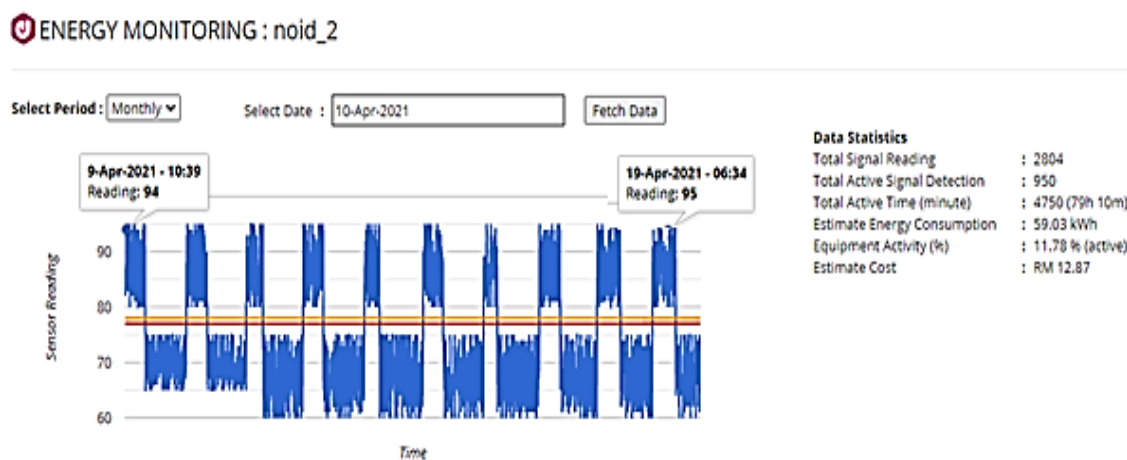 ENERGY MONITORING : noid_2
Select Period : Monthly
Select Date : 10-Apr-2021
Fetch Data
9-Apr-2021 - 10:39
Reading: 94
19-Apr-2021 - 06:34
Reading: 95
90
80
70
60
Sensor Reading
Time
Data Statistics
Total Signal Reading : 2804
Total Active Signal Detection : 950
Total Active Time (minute) : 4750 (79h 10m)
Estimate Energy Consumption : 59.03 kWh
Equipment Activity (%) : 11.78 % (active)
Estimate Cost : RM 12.87